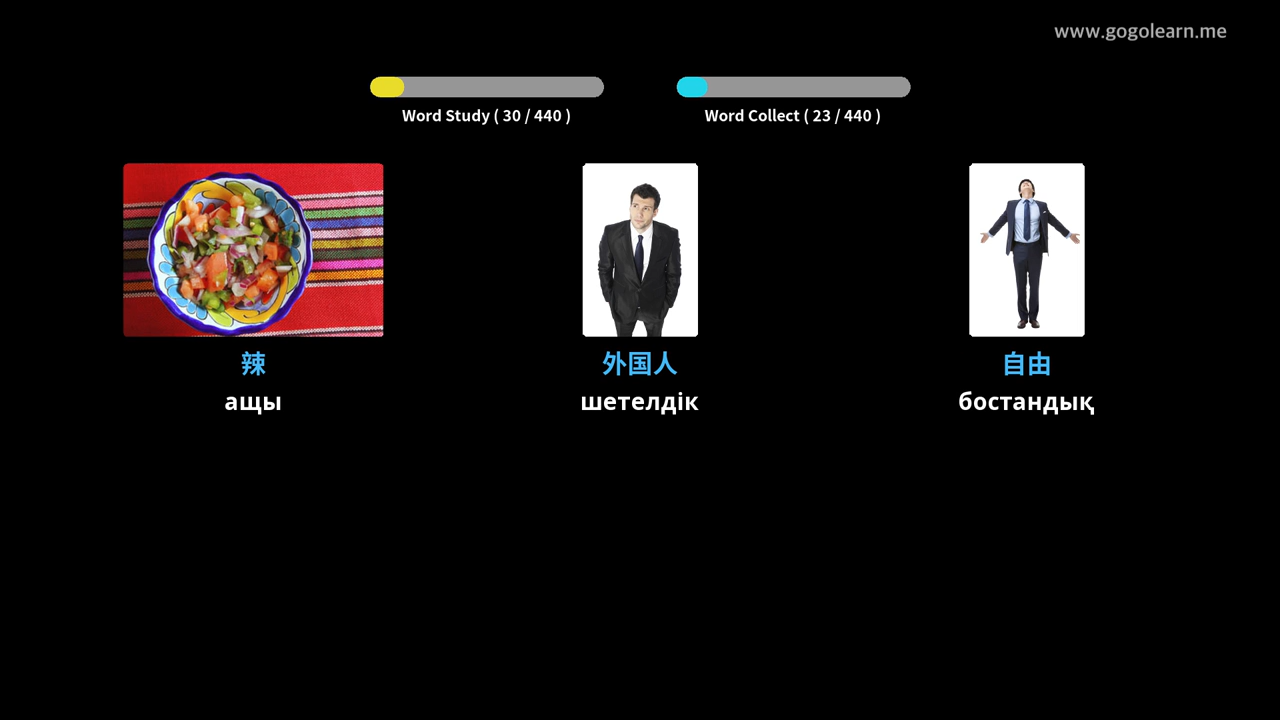 www.gogolearn.me
Word Study ( 30 / 440 )
Word Collect ( 23 / 440 )
辣
外国人
自由
ащы
шетелдік
бостандық